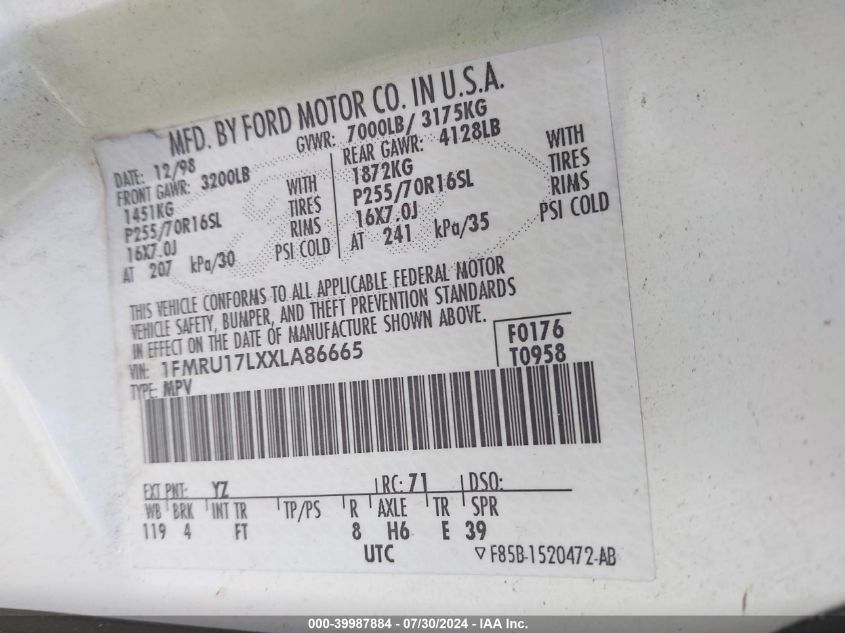 MFD. BY FORD MOTOR CO. IN U.S.A.
DATE: 12/98 GVWR: 7000LB/ 3175KG
FRONT GAWR: 3200LB REAR GAWR: 4128LB
1451KG WITH 1872KG WITH
P255/70R16SL TIRES P255/70R16SL TIRES
16X7.0J RIMS 16X7.0J RIMS
AT 207 kPa/30 PSI COLD AT 241 kPa/35 PSI COLD
THIS VEHICLE CONFORMS TO ALL APPLICABLE FEDERAL MOTOR
VEHICLE SAFETY, BUMPER, AND THEFT PREVENTION STANDARDS
IN EFFECT ON THE DATE OF MANUFACTURE SHOWN ABOVE.
VIN: 1FMRU17LXXLA86665 F0176
TYPE: MPV T0958
EXT PNT: YZ RC: 71 DSO:
WB BRK INT TR TP/PS R AXLE TR SPR
119 4 FT 8 H6 E 39
UTC ▽F85B-1520472-AB
000-39987884 / 07/30/2024 - IAA Inc.